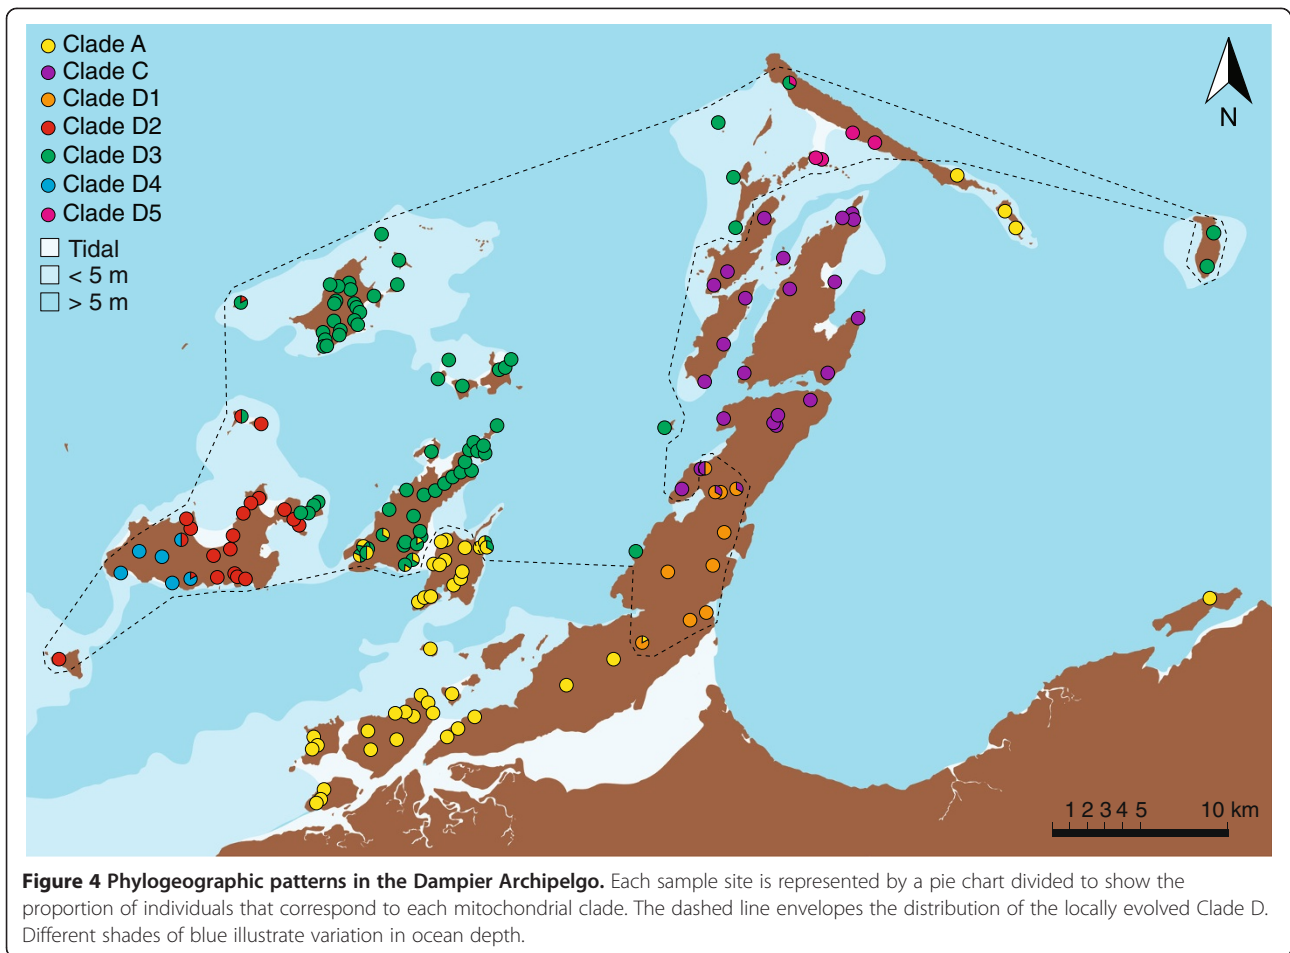 Clade A
Clade C
Clade D1
Clade D2
Clade D3
Clade D4
Clade D5
Tidal
< 5 m
> 5 m
N
1 2 3 4 5 10 km
Figure 4 Phylogeographic patterns in the Dampier Archipelgo. Each sample site is represented by a pie chart divided to show the
proportion of individuals that correspond to each mitochondrial clade. The dashed line envelopes the distribution of the locally evolved Clade D.
Different shades of blue illustrate variation in ocean depth.